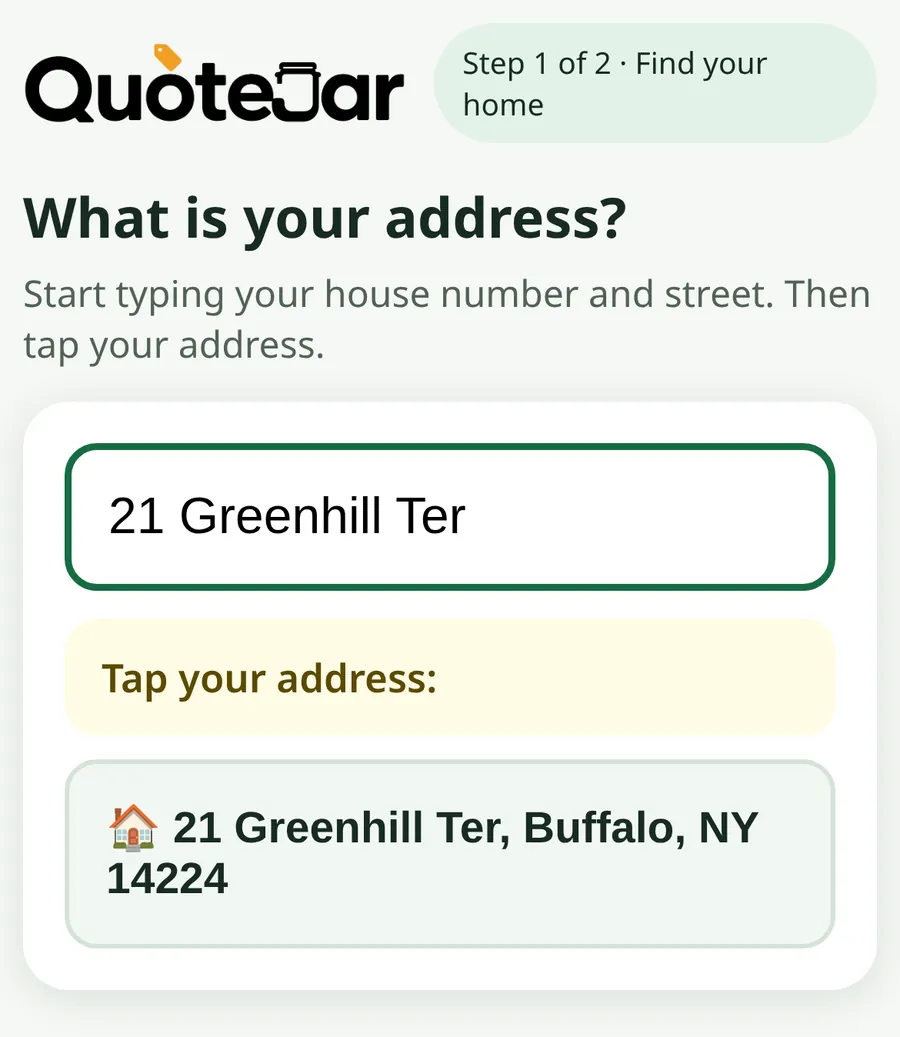 QuoteJar
Step 1 of 2 · Find your
home
What is your address?
Start typing your house number and street. Then
tap your address.
21 Greenhill Ter
Tap your address:
21 Greenhill Ter, Buffalo, NY
14224